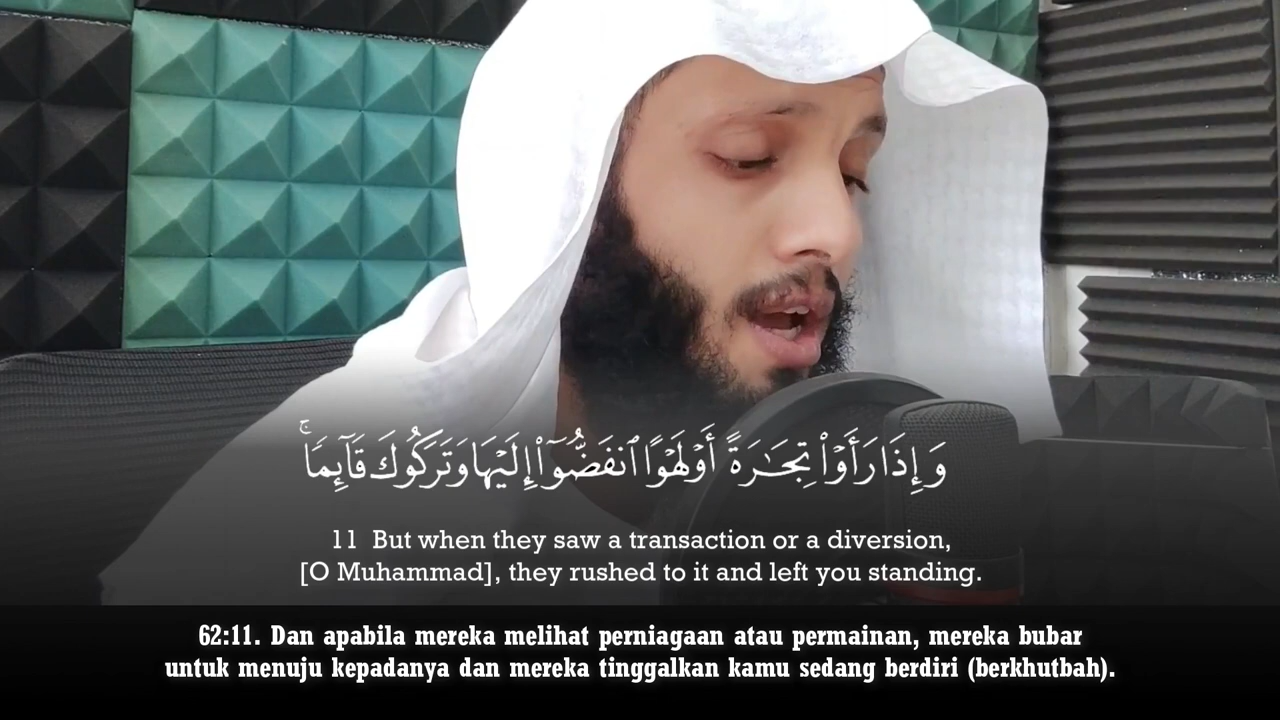 وَإِذَا رَأَوْا۟ تِجَـٰرَةً أَوْ لَهْوًا ٱنفَضُّوٓا۟ إِلَيْهَا وَتَرَكُوكَ قَآئِمًا ۚ
11 But when they saw a transaction or a diversion,
[O Muhammad], they rushed to it and left you standing.
62:11. Dan apabila mereka melihat perniagaan atau permainan, mereka bubar
untuk menuju kepadanya dan mereka tinggalkan kamu sedang berdiri (berkhutbah).